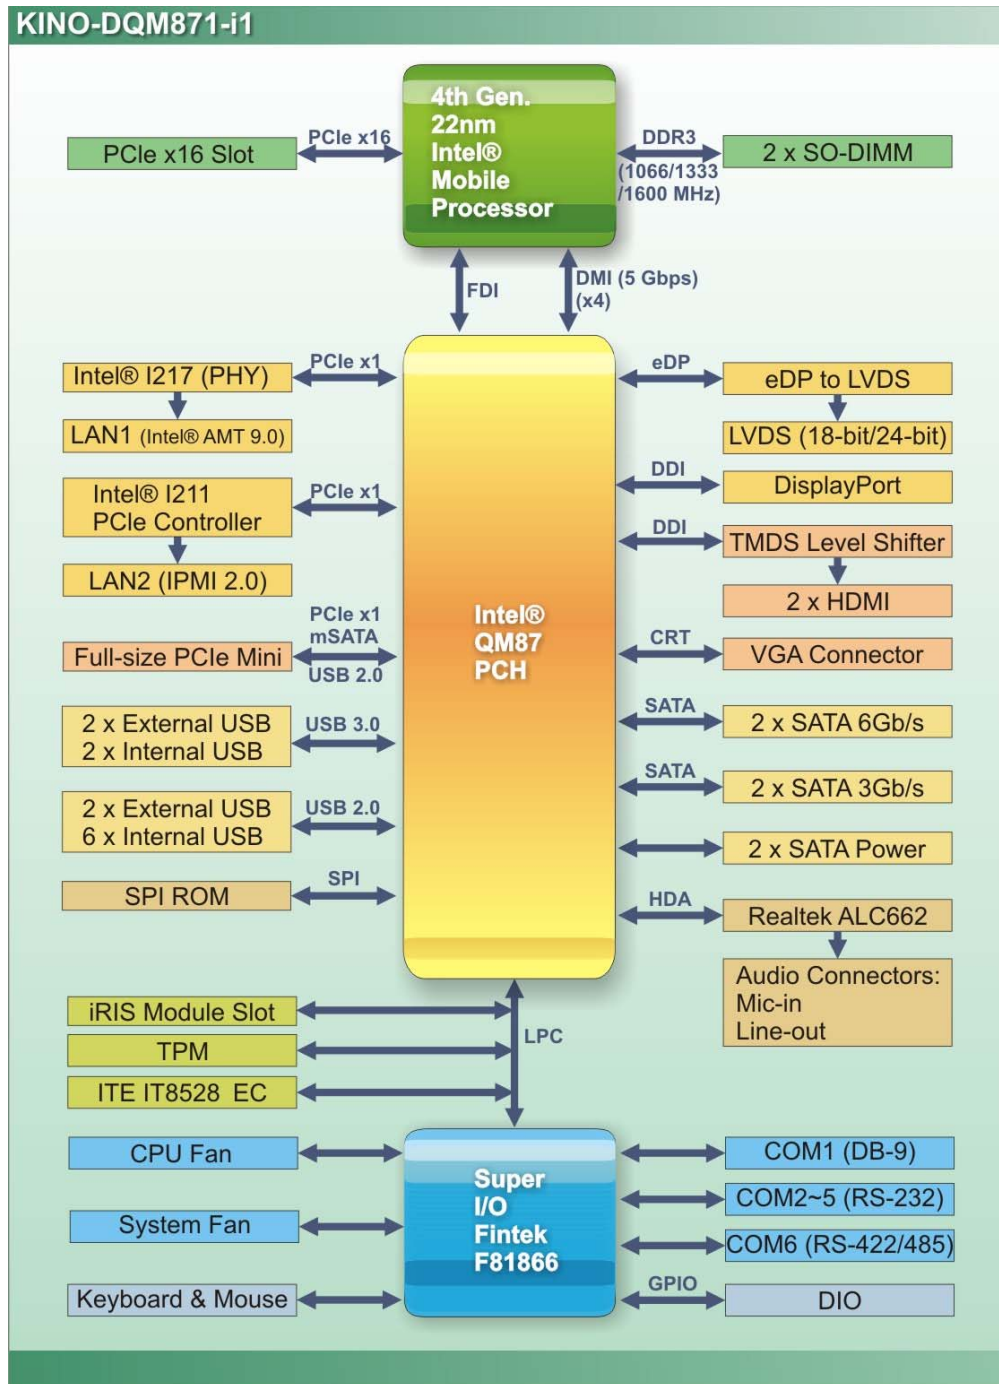 KINO-DQM871-i1
4th Gen.
22nm
Intel®
Mobile
Processor
PCIe x16 Slot
PCIe x16
DDR3
(1066/1333
/1600 MHz)
2 x SO-DIMM
FDI
DMI (5 Gbps)
(x4)
Intel® I217 (PHY)
PCIe x1
LAN1 (Intel® AMT 9.0)
Intel® I211
PCIe Controller
PCIe x1
LAN2 (IPMI 2.0)
PCIe x1
mSATA
Full-size PCIe Mini
USB 2.0
2 x External USB
2 x Internal USB
USB 3.0
2 x External USB
6 x Internal USB
USB 2.0
SPI ROM
SPI
Intel®
QM87
PCH
eDP
eDP to LVDS
LVDS (18-bit/24-bit)
DDI
DisplayPort
DDI
TMDS Level Shifter
2 x HDMI
CRT
VGA Connector
SATA
2 x SATA 6Gb/s
SATA
2 x SATA 3Gb/s
2 x SATA Power
HDA
Realtek ALC662
Audio Connectors:
Mic-in
Line-out
iRIS Module Slot
TPM
ITE IT8528 EC
LPC
CPU Fan
System Fan
Keyboard & Mouse
Super
I/O
Fintek
F81866
COM1 (DB-9)
COM2~5 (RS-232)
COM6 (RS-422/485)
GPIO
DIO